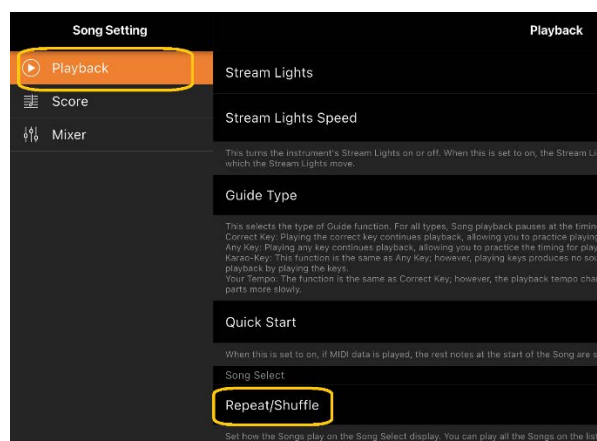 Song Setting
Playback
Playback
Score
Mixer
Stream Lights
Stream Lights Speed
This turns the instrument's Stream Lights on or off. When this is set to on, the Stream Li
which the Stream Lights move.
Guide Type
This selects the type of Guide function. For all types, Song playback pauses at the timin
Correct Key: Playing the correct key continues playback, allowing you to practice playing
Any Key: Playing any key continues playback, allowing you to practice the timing for play
Karao-Key: This function is the same as Any Key; however, playing keys produces no sou
playback by playing the keys.
Your Tempo: The function is the same as Correct Key; however, the playback tempo cha
parts more slowly.
Quick Start
When this is set to on, if MIDI data is played, the rest notes at the start of the Song are s
Song Select
Repeat/Shuffle
Set how the Songs play on the Song Select display. You can play all the Songs on the list